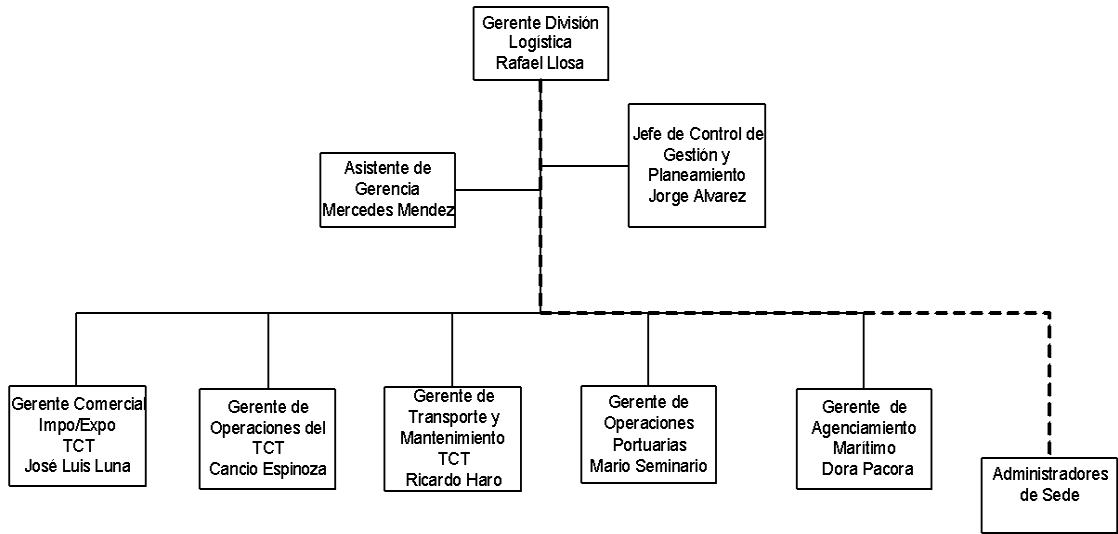 Gerente División
Logística
Rafael Llosa
Jefe de Control de
Gestión y
Planeamiento
Jorge Alvarez
Asistente de
Gerencia
Mercedes Mendez
Gerente Comercial
Impo/Expo
TCT
José Luis Luna
Gerente de
Operaciones del
TCT
Cancio Espinoza
Gerente de
Transporte y
Mantenimiento
TCT
Ricardo Haro
Gerente de
Operaciones
Portuarias
Mario Seminario
Gerente de
Agenciamiento
Marítimo
Dora Pacora
Administradores
de Sede